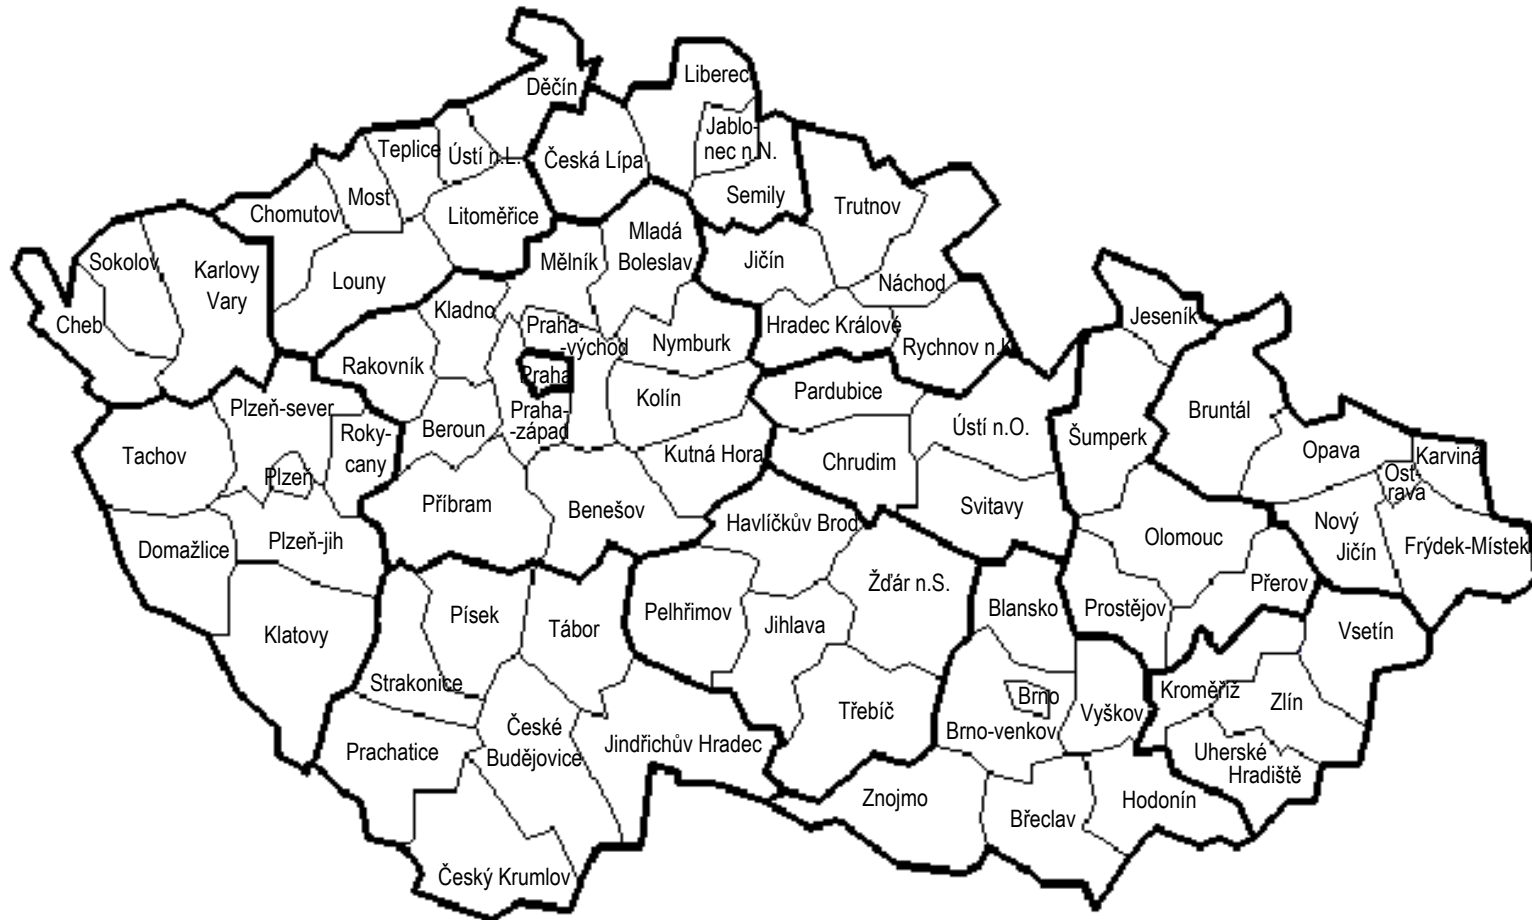 Děčín
Liberec
Teplice
Ústí n.L.
Česká Lípa
Jablo-
nec n.N.
Most
Chomutov
Litoměřice
Semily
Trutnov
Sokolov
Karlovy
Vary
Louny
Mělník
Mladá
Boleslav
Jičín
Náchod
Cheb
Kladno
Praha-
-východ
Nymburk
Hradec Králové
Rychnov n.K.
Jeseník
Rakovník
Praha
Kolín
Pardubice
Plzeň-sever
Roky-
cany
Beroun
Praha-
-západ
Kutná Hora
Chrudim
Ústí n.O.
Šumperk
Bruntál
Opava
Karviná
Ost-
rava
Tachov
Plzeň
Příbram
Benešov
Havlíčkův Brod
Svitavy
Olomouc
Nový
Jičín
Frýdek-Místek
Domažlice
Plzeň-jih
Klatovy
Písek
Tábor
Pelhřimov
Jihlava
Žďár n.S.
Blansko
Prostějov
Přerov
Vsetín
Strakonice
Prachatice
České
Budějovice
Jindřichův Hradec
Třebíč
Brno
Brno-venkov
Vyškov
Kroměříž
Zlín
Uherské
Hradiště
Znojmo
Břeclav
Hodonín
Český Krumlov